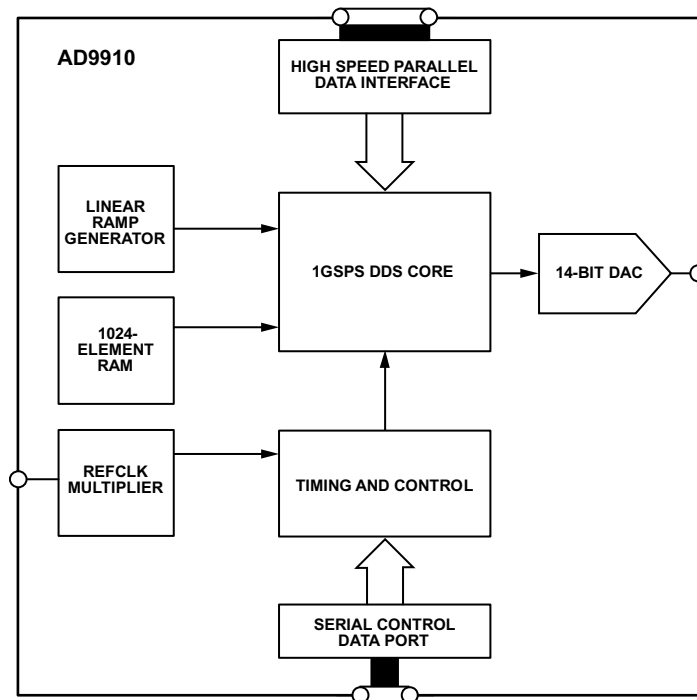 AD9910
HIGH SPEED PARALLEL
DATA INTERFACE
LINEAR
RAMP
GENERATOR
1GSPS DDS CORE
14-BIT DAC
1024-
ELEMENT
RAM
REFCLK
MULTIPLIER
TIMING AND CONTROL
SERIAL CONTROL
DATA PORT